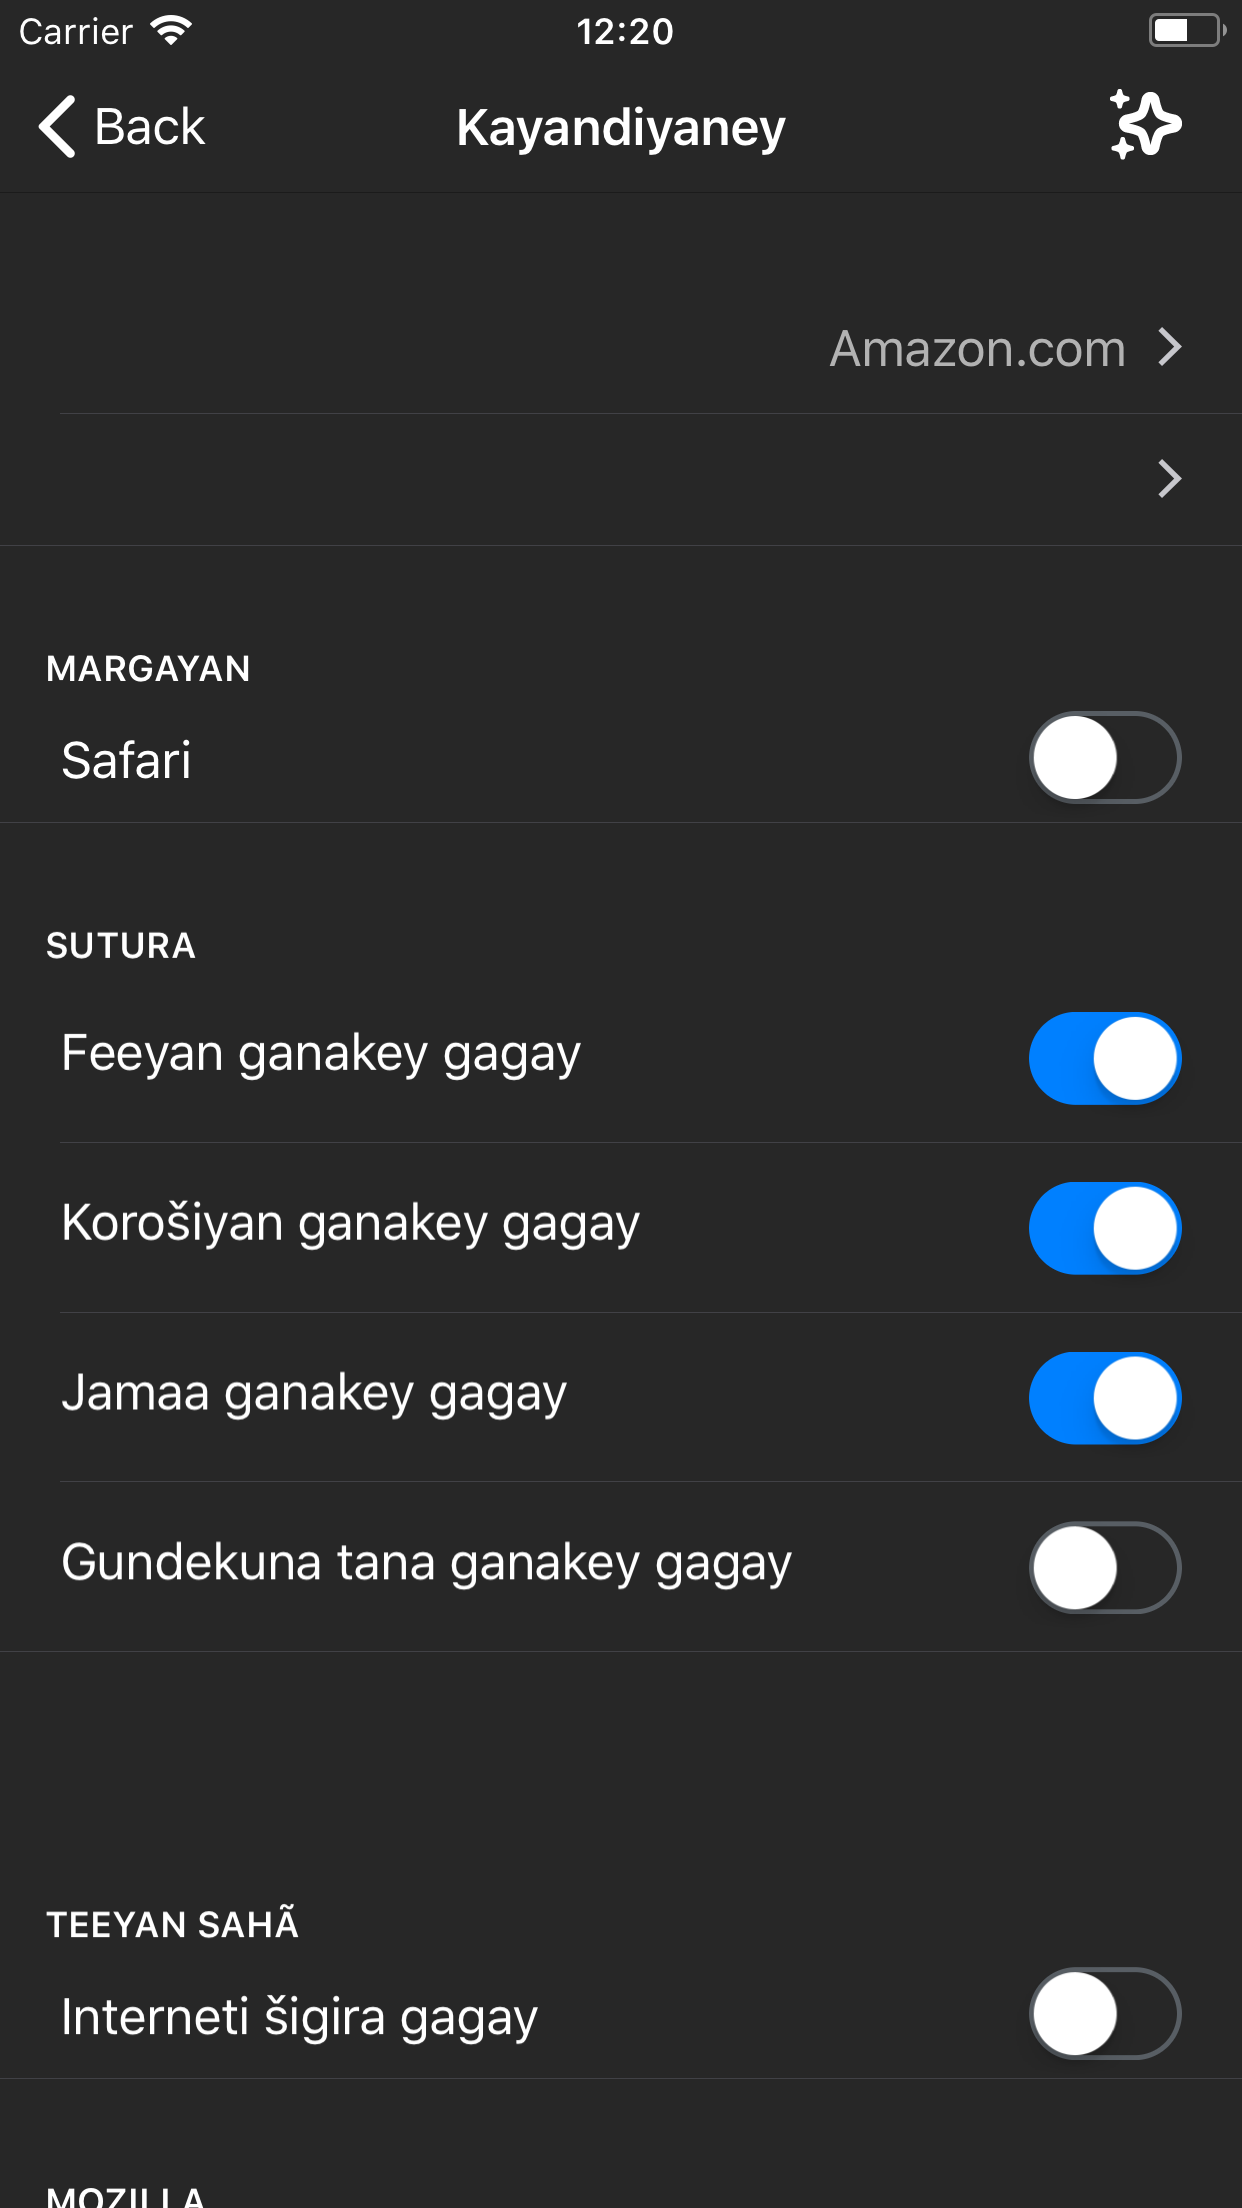 Carrier 12:20
Back Kayandiyaney
Amazon.com
MARGAYAN
Safari
SUTURA
Feeyan ganakey gagay
Korošiyan ganakey gagay
Jamaa ganakey gagay
Gundekuna tana ganakey gagay
TEEYAN SAHÃ
Interneti šigira gagay
MOZILLA